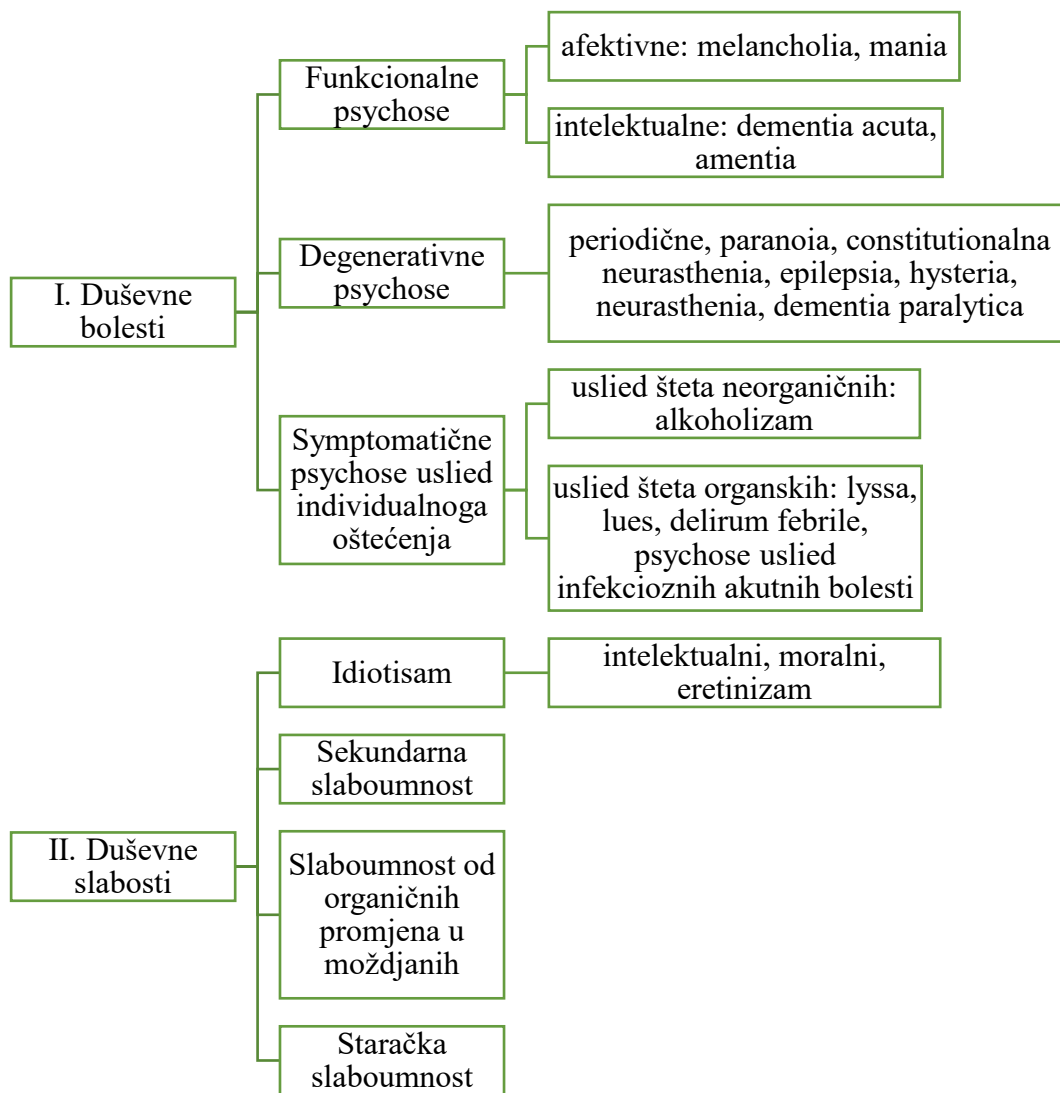 I. Duševne
bolesti
Funkcionalne
psychose
afektivne: melancholia, mania
intelektualne: dementia acuta,
amentia
Degenerativne
psychose
periodične, paranoia, constitutionalna
neurasthenia, epilepsia, hysteria,
neurasthenia, dementia paralytica
Symptomatične
psychose uslied
individualnoga
oštećenja
uslied šteta neorganičnih:
alkoholizam
uslied šteta organskih: lyssa,
lues, delirum febrile,
psychose uslied
infekcioznih akutnih bolesti
II. Duševne
slabosti
Idiotisam
intelektualni, moralni,
eretinizam
Sekundarna
slaboumnost
Slaboumnost od
organičnih
promjena u
moždjanih
Staračka
slaboumnost